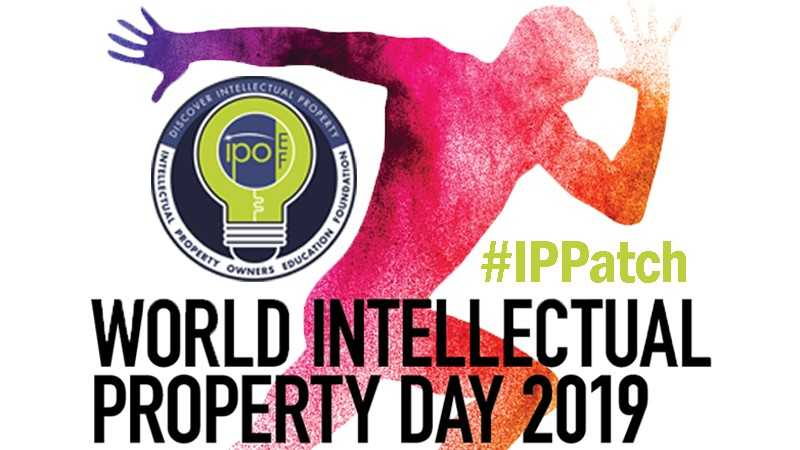 DISCOVER INTELLECTUAL PROPERTY
ipo
EF
INTELLECTUAL PROPERTY OWNERS EDUCATION FOUNDATION
#IPPatch
WORLD INTELLECTUAL
PROPERTY DAY 2019